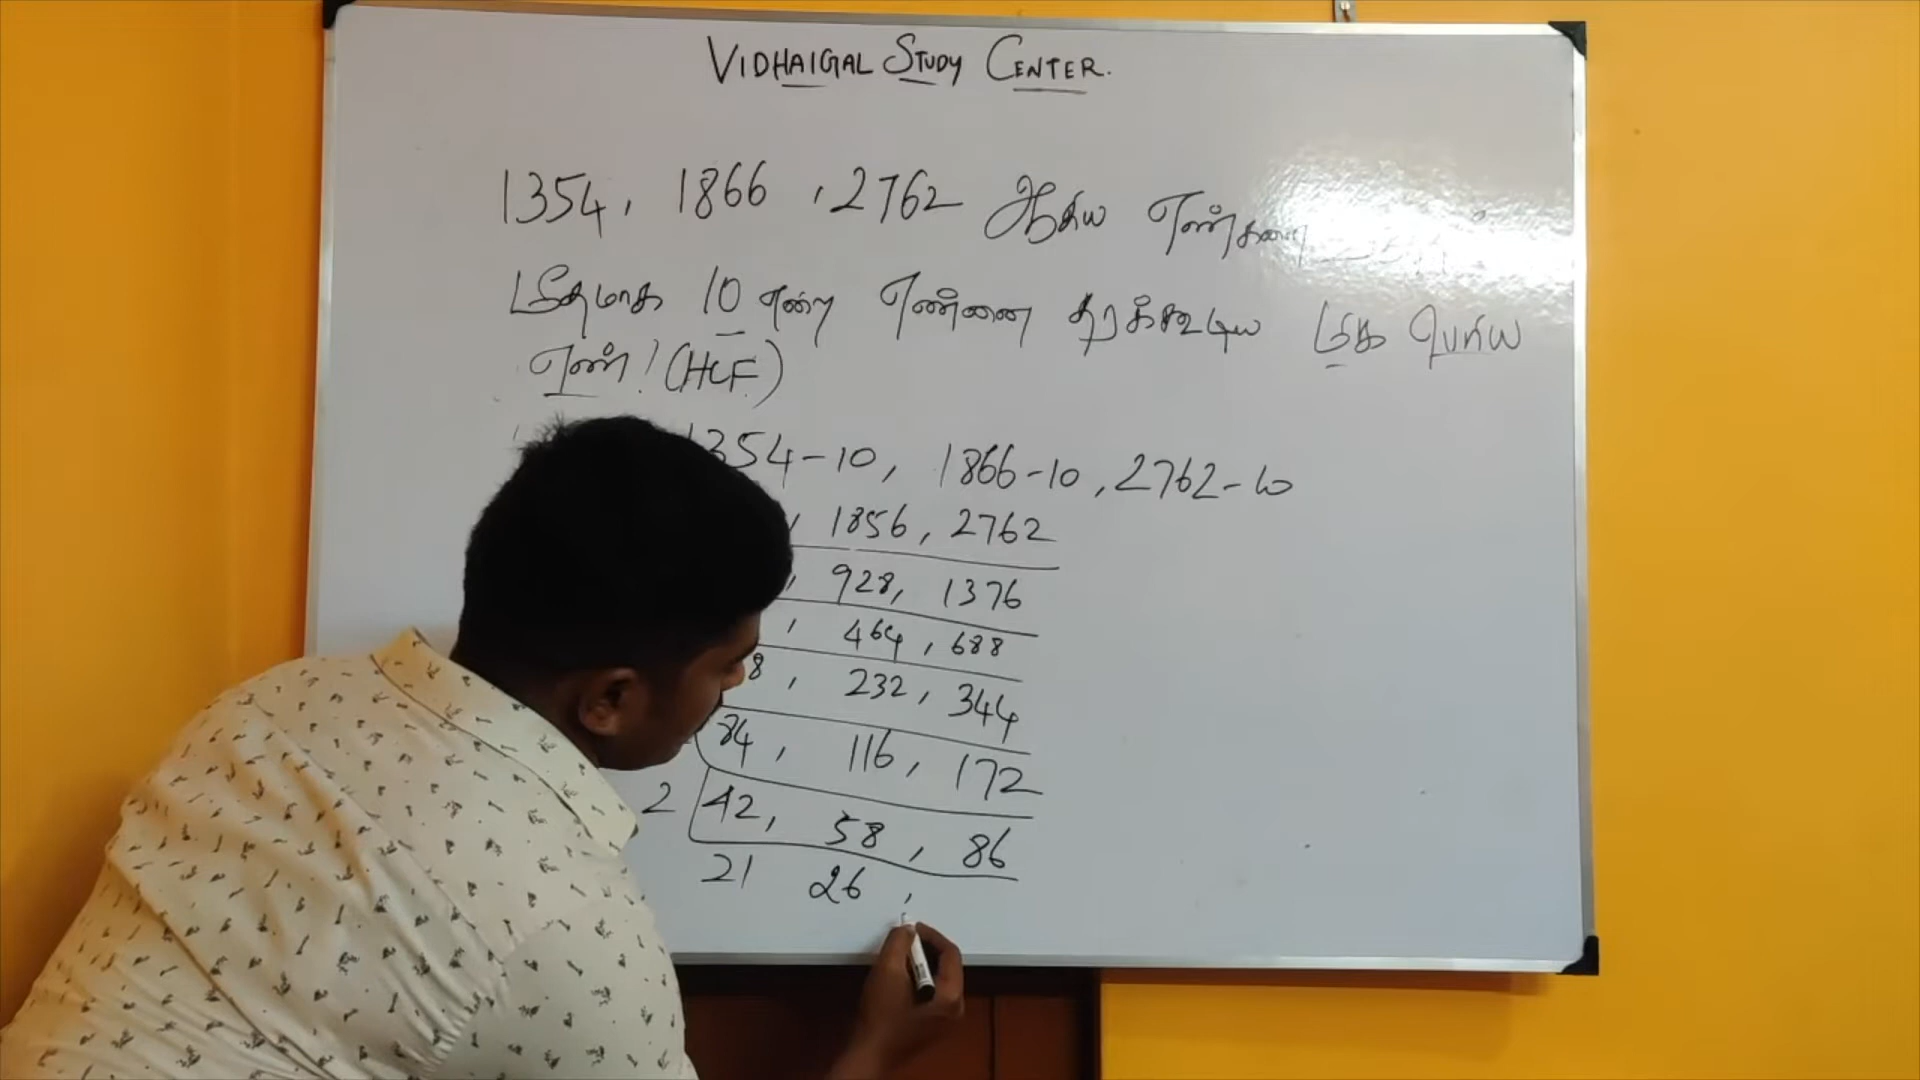 VIDHAIGAL STUDY CENTER.
1354, 1866 , 2762 ஆகிய எண்களை
மீதமாக 10 என்ற எண்ணை தரக்கூடிய மிக பெரிய
எண்! (HCF)
1354-10, 1866-10, 2762-10
, 1856, 2762
, 928, 1376
, 464, 688
8, 232, 344
84, 116, 172
2 42, 58, 86
21 26 ,